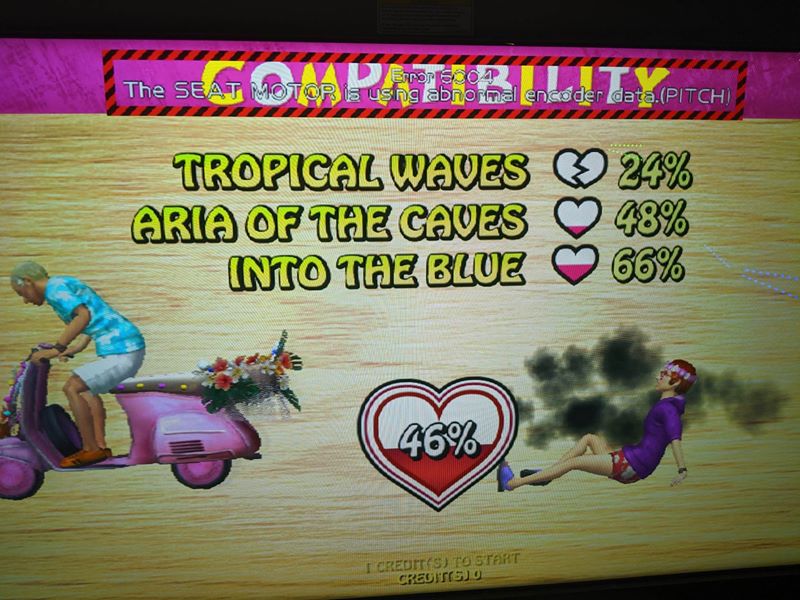 COMPATIBILITY
Error 6004
The SEAT MOTOR is using abnormal encoder data.(PITCH)
TROPICAL WAVES 24%
ARIA OF THE CAVES 48%
INTO THE BLUE 66%
46%
1 CREDIT(S) TO START
CREDIT(S) 0